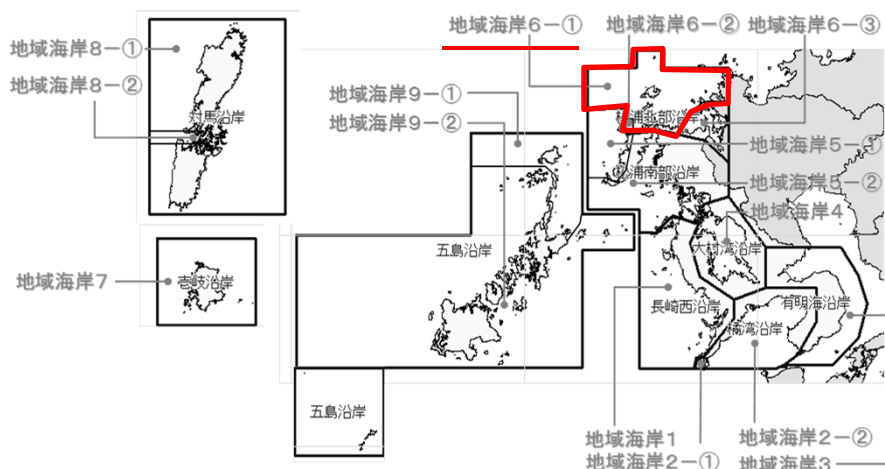 地域海岸6-①
地域海岸6-②
地域海岸6-③
地域海岸8-①
地域海岸8-②
地域海岸9-①
地域海岸9-②
対馬沿岸
松浦北部沿岸
地域海岸5-①
松浦南部沿岸
地域海岸5-②
地域海岸4
五島沿岸
大村湾沿岸
地域海岸7
壱岐沿岸
長崎西沿岸
有明海沿岸
橘湾沿岸
五島沿岸
地域海岸1
地域海岸2-②
地域海岸2-①
地域海岸3